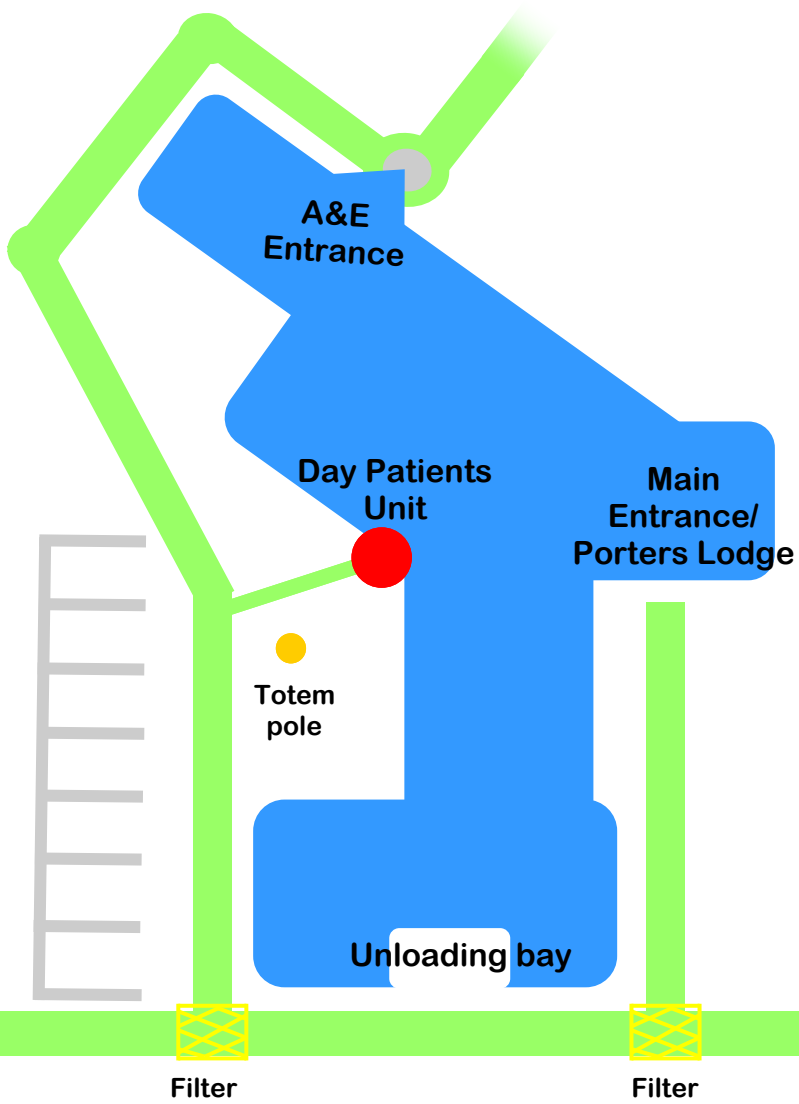 A&E
Entrance
Day Patients
Unit
Main
Entrance/
Porters Lodge
Totem
pole
Unloading bay
Filter
Filter